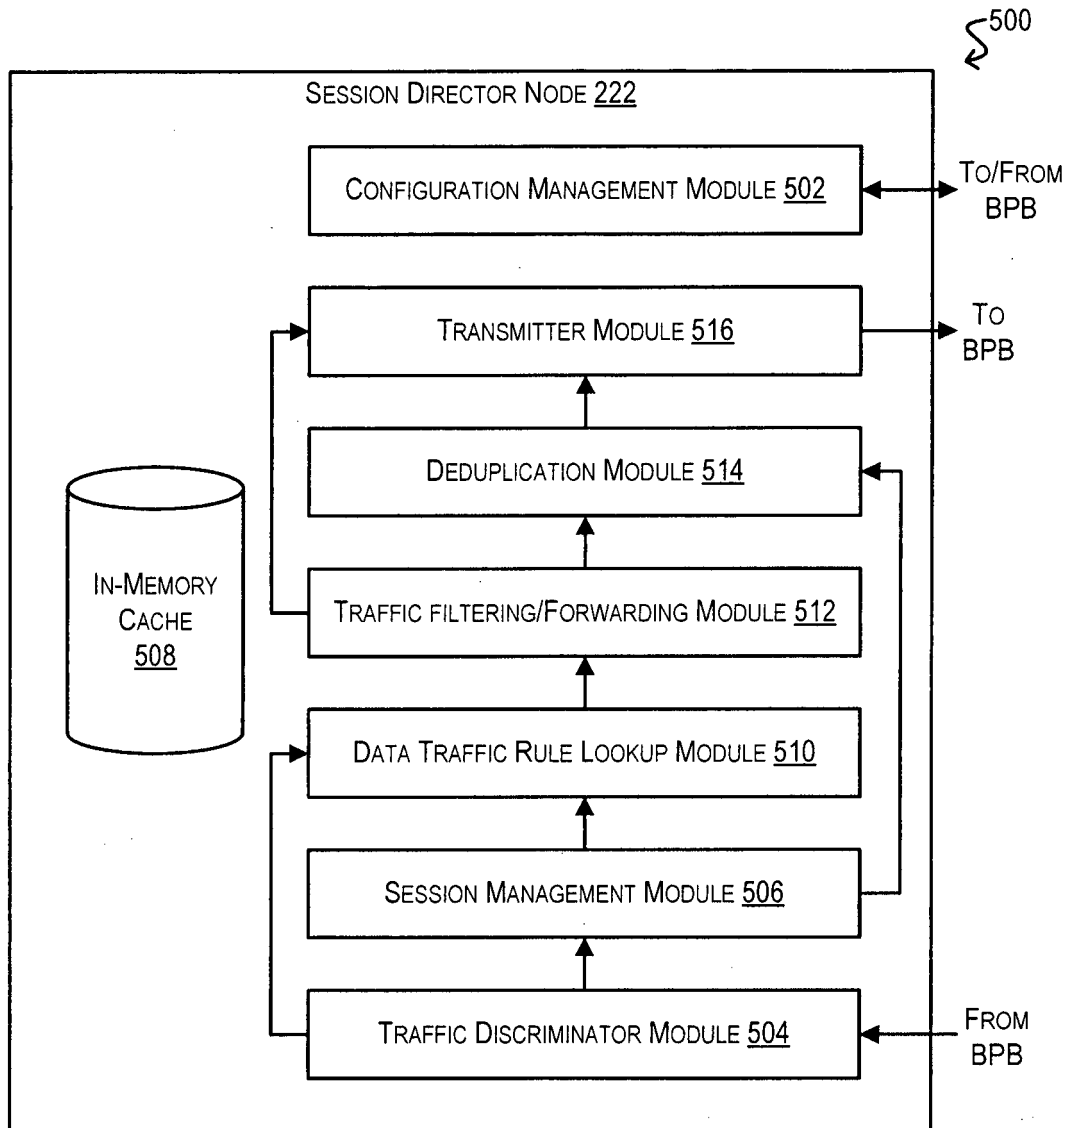 500
SESSION DIRECTOR NODE 222
CONFIGURATION MANAGEMENT MODULE 502
TO/FROM
BPB
TRANSMITTER MODULE 516
TO
BPB
DEDUPLICATION MODULE 514
IN-MEMORY
CACHE
508
TRAFFIC FILTERING/FORWARDING MODULE 512
DATA TRAFFIC RULE LOOKUP MODULE 510
SESSION MANAGEMENT MODULE 506
TRAFFIC DISCRIMINATOR MODULE 504
FROM
BPB